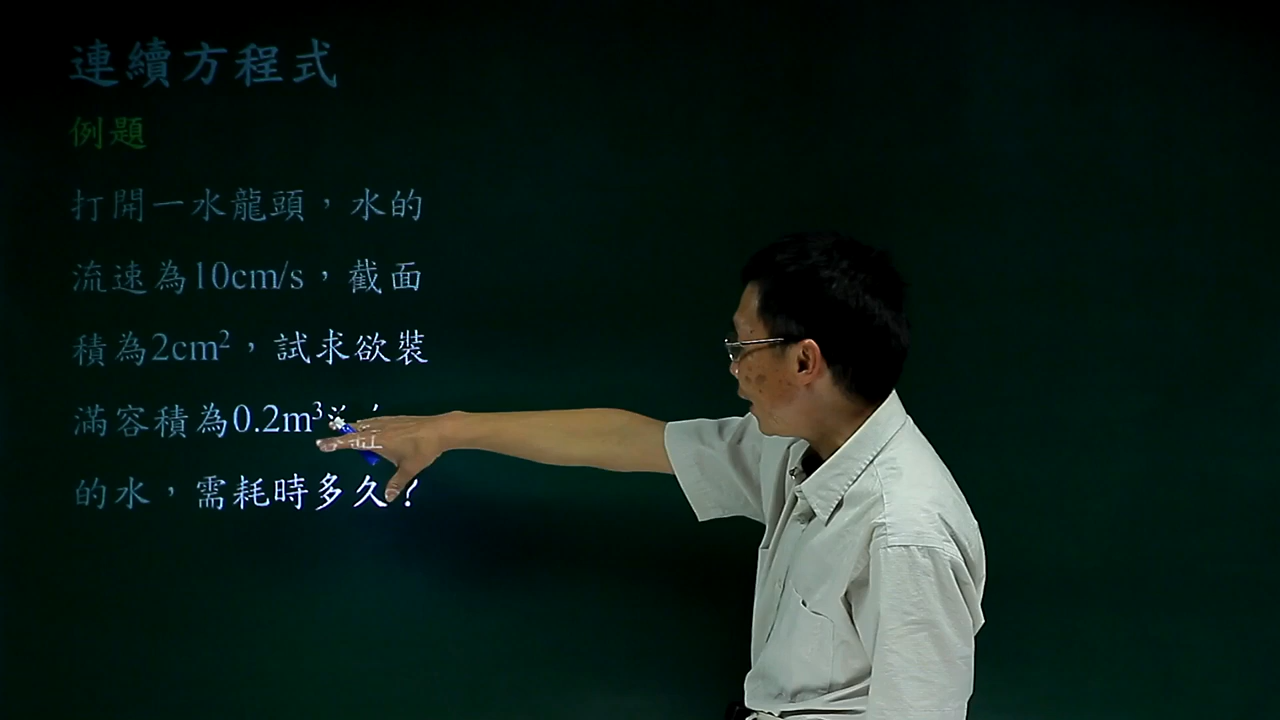 連續方程式
例題
打開一水龍頭，水的
流速為10cm/s，截面
積為2cm²，試求欲裝
滿容積為0.2m³
的水，需耗時多久？